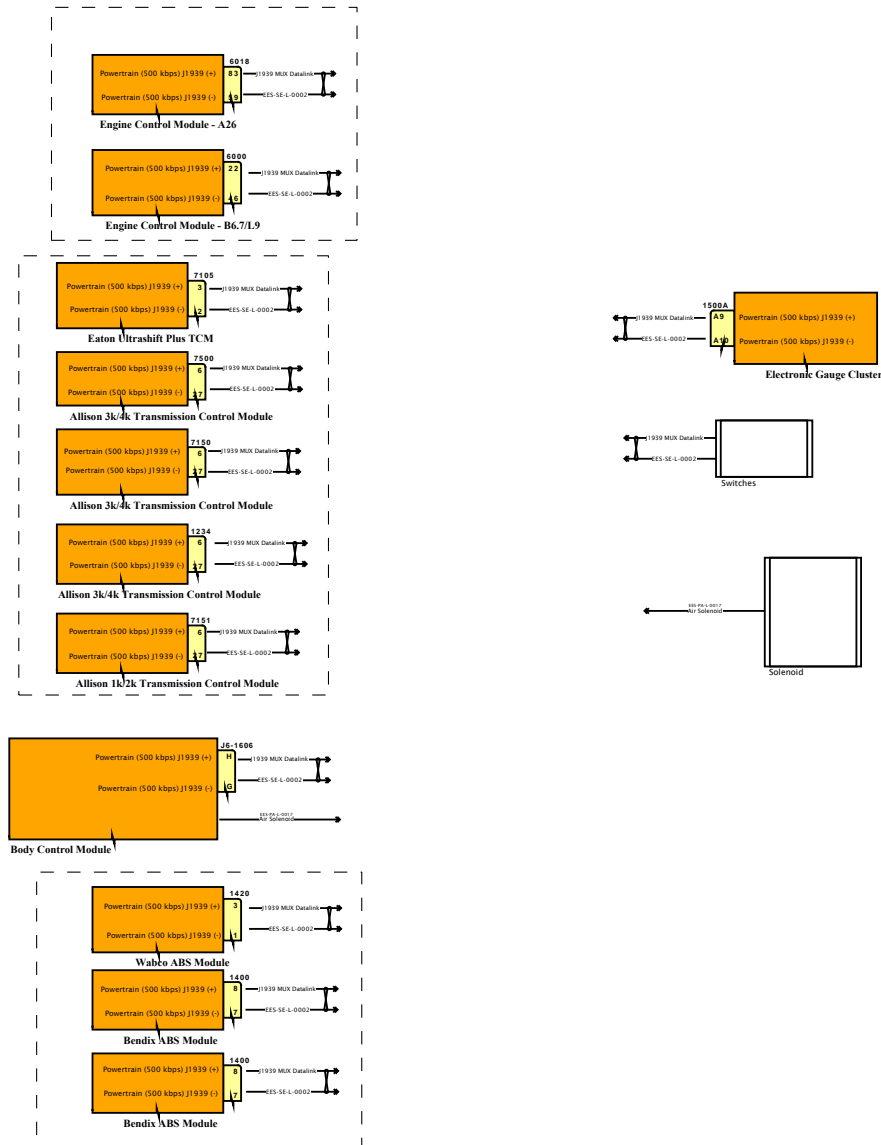 6018
Powertrain (500 kbps) J1939 (+) 83 J1939 MUX Datalink
Powertrain (500 kbps) J1939 (-) EES-SE-L-0002
Engine Control Module - A26
6000
Powertrain (500 kbps) J1939 (+) 22 J1939 MUX Datalink
Powertrain (500 kbps) J1939 (-) EES-SE-L-0002
Engine Control Module - B6.7/L9
7105
Powertrain (500 kbps) J1939 (+) 3 J1939 MUX Datalink
Powertrain (500 kbps) J1939 (-) 2 EES-SE-L-0002
Eaton Ultrashift Plus TCM
7500
Powertrain (500 kbps) J1939 (+) 6 J1939 MUX Datalink
Powertrain (500 kbps) J1939 (-) 27 EES-SE-L-0002
Allison 3k/4k Transmission Control Module
7150
Powertrain (500 kbps) J1939 (+) 6 J1939 MUX Datalink
Powertrain (500 kbps) J1939 (-) 27 EES-SE-L-0002
Allison 3k/4k Transmission Control Module
1234
Powertrain (500 kbps) J1939 (+) 6 J1939 MUX Datalink
Powertrain (500 kbps) J1939 (-) 27 EES-SE-L-0002
Allison 3k/4k Transmission Control Module
7151
Powertrain (500 kbps) J1939 (+) 6 J1939 MUX Datalink
Powertrain (500 kbps) J1939 (-) 27 EES-SE-L-0002
Allison 1k/2k Transmission Control Module
J6-1606
Powertrain (500 kbps) J1939 (+) H J1939 MUX Datalink
Powertrain (500 kbps) J1939 (-) G EES-SE-L-0002
EES-PA-L-0017
Air Solenoid
Body Control Module
1420
Powertrain (500 kbps) J1939 (+) 3 J1939 MUX Datalink
Powertrain (500 kbps) J1939 (-) 1 EES-SE-L-0002
Wabco ABS Module
1400
Powertrain (500 kbps) J1939 (+) 8 J1939 MUX Datalink
Powertrain (500 kbps) J1939 (-) 7 EES-SE-L-0002
Bendix ABS Module
1400
Powertrain (500 kbps) J1939 (+) 8 J1939 MUX Datalink
Powertrain (500 kbps) J1939 (-) 7 EES-SE-L-0002
Bendix ABS Module
1500A
J1939 MUX Datalink A9 Powertrain (500 kbps) J1939 (+)
EES-SE-L-0002 A10 Powertrain (500 kbps) J1939 (-)
Electronic Gauge Cluster
J1939 MUX Datalink
EES-SE-L-0002
Switches
EES-PA-L-0017
Air Solenoid
Solenoid